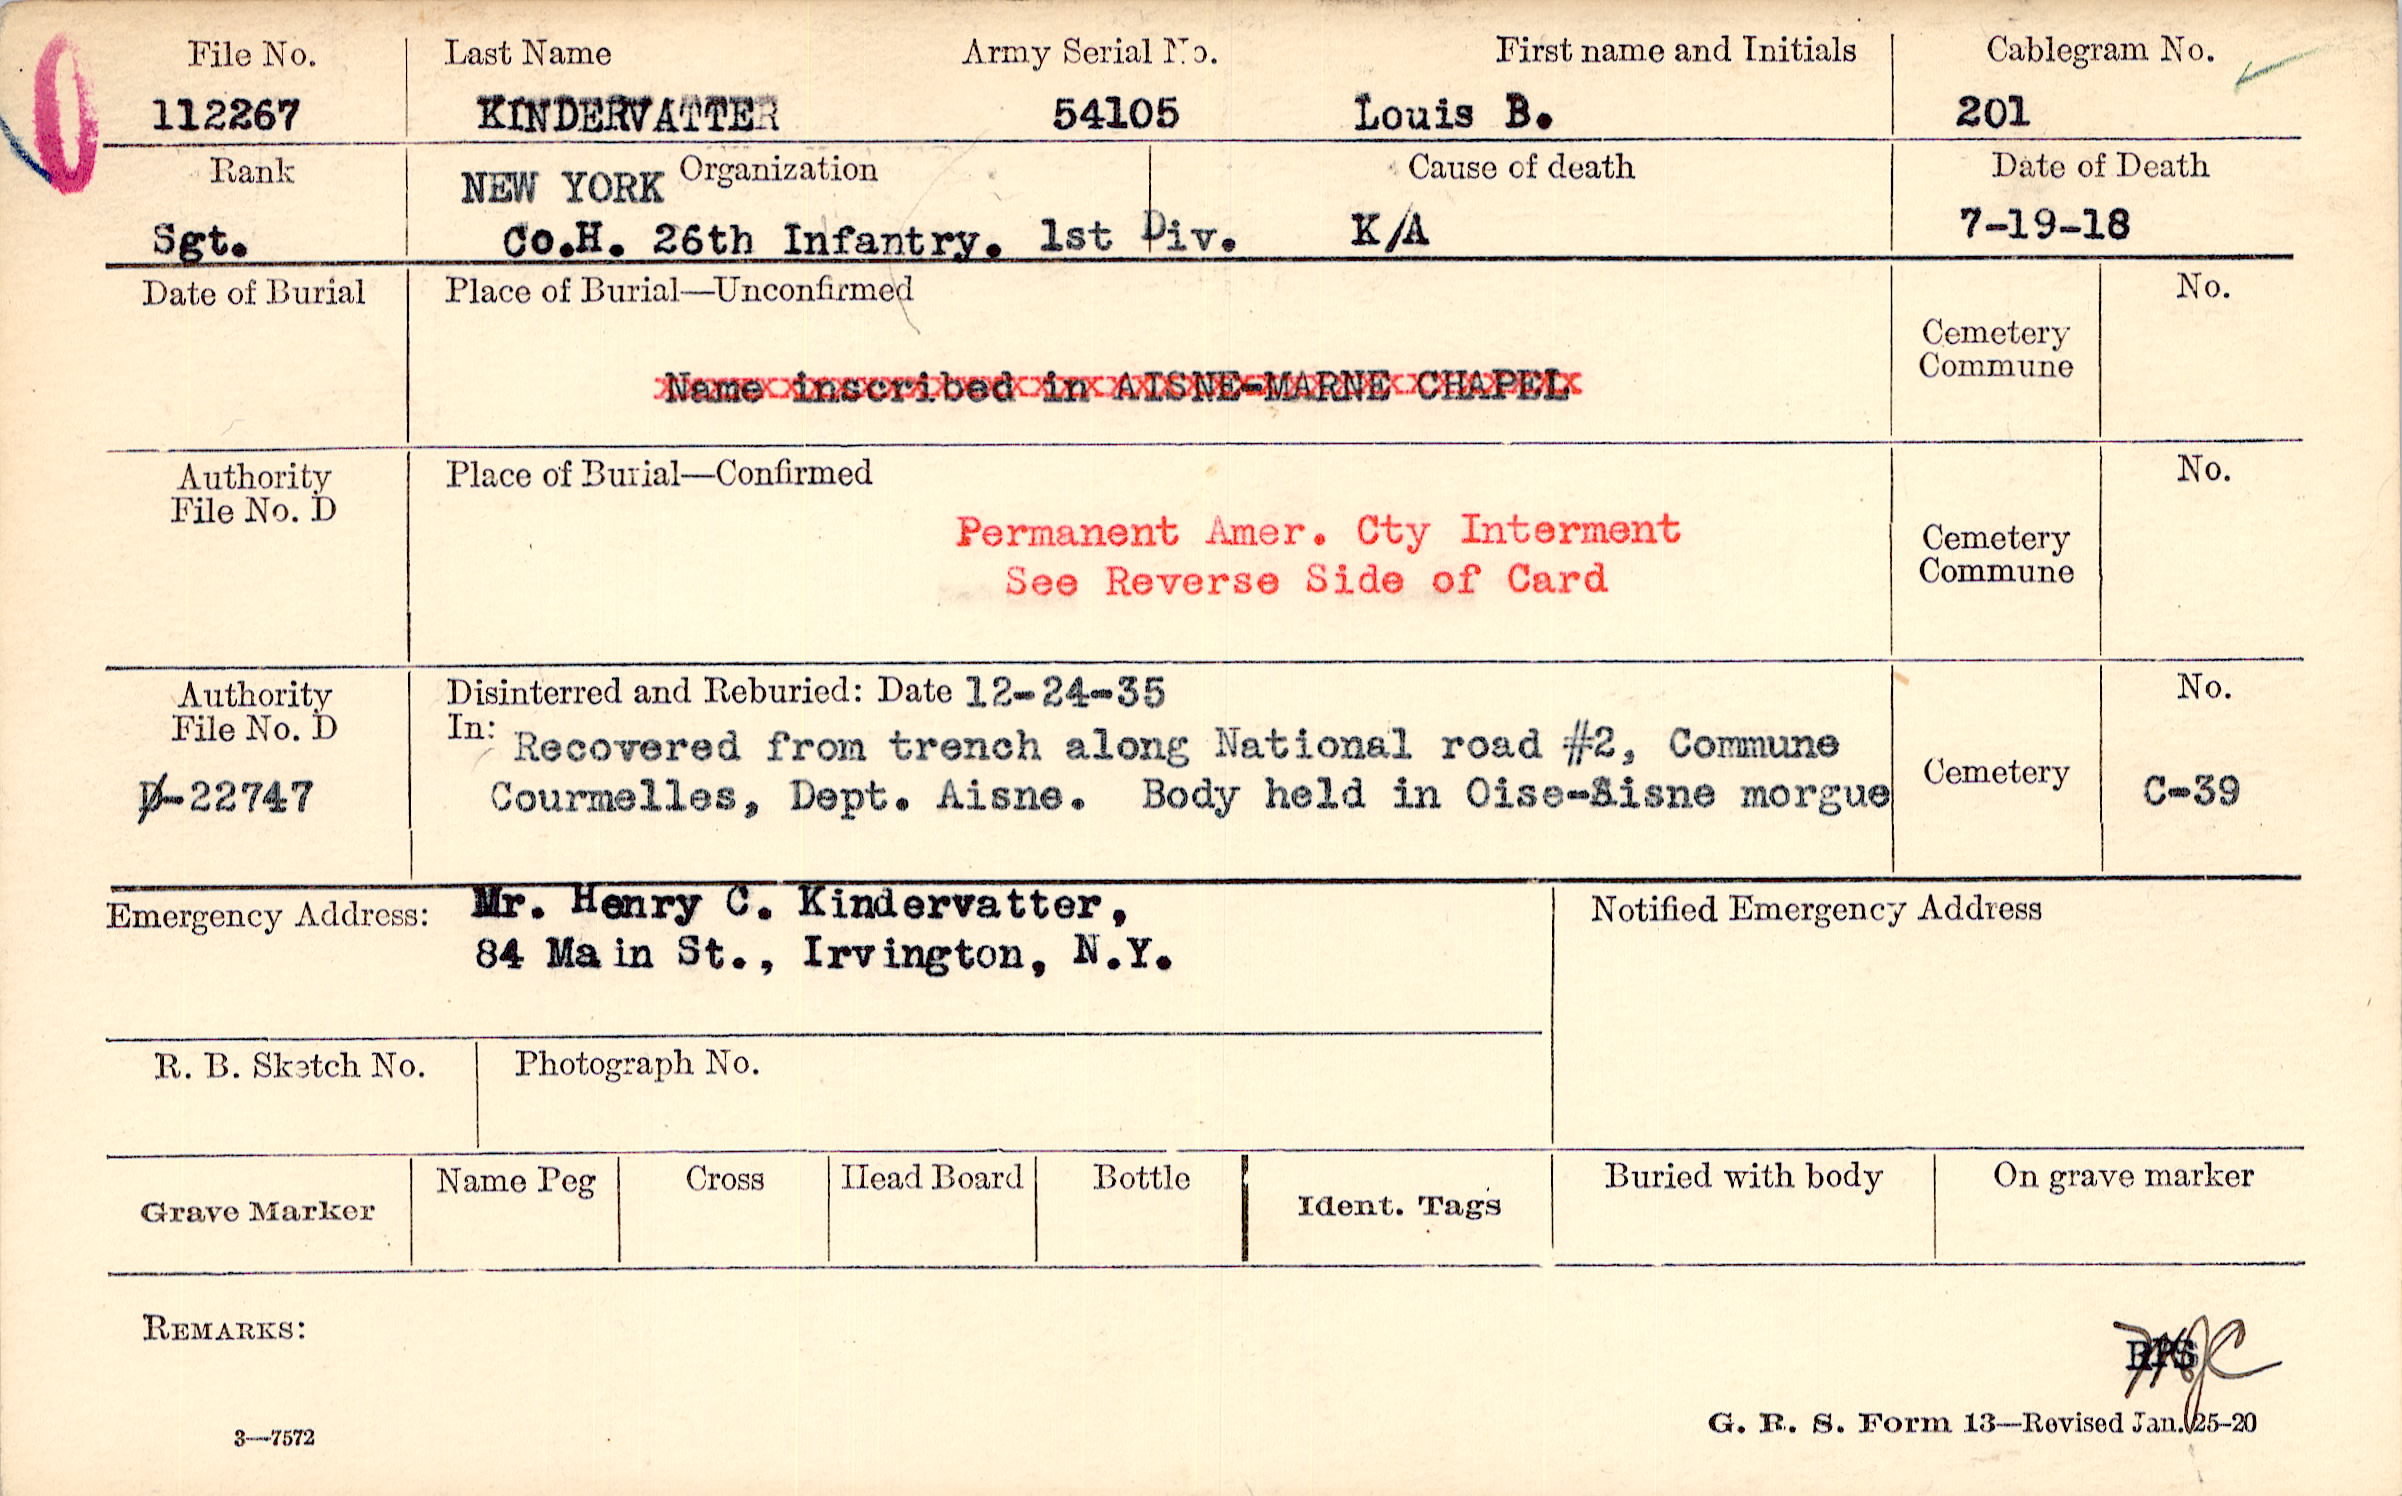 File No. Last Name Army Serial No. First name and Initials Cablegram No.
112267 KINDERVATTER 54105 Louis B. 201
Rank Organization Cause of death Date of Death
NEW YORK
Sgt. Co.H. 26th Infantry. 1st Div. K/A 7-19-18
Date of Burial Place of Burial—Unconfirmed No.
Cemetery
Commune
Name inscribed in AISNE-MARNE CHAPEL
Authority Place of Burial—Confirmed No.
File No. D
Permanent Amer. Cty Interment
Cemetery
See Reverse Side of Card
Commune
Authority Disinterred and Reburied: Date 12-24-35 No.
File No. D In:
Recovered from trench along National road #2, Commune
Cemetery
D-22747 Courmelles, Dept. Aisne. Body held in Oise-Aisne morgue C-39
Emergency Address: Mr. Henry C. Kindervatter, Notified Emergency Address
84 Main St., Irvington, N.Y.
R. B. Sketch No. Photograph No.
Name Peg Cross Head Board Bottle Buried with body On grave marker
Grave Marker Ident. Tags
REMARKS:
3—7572 G. R. S. Form 13—Revised Jan. 25-20